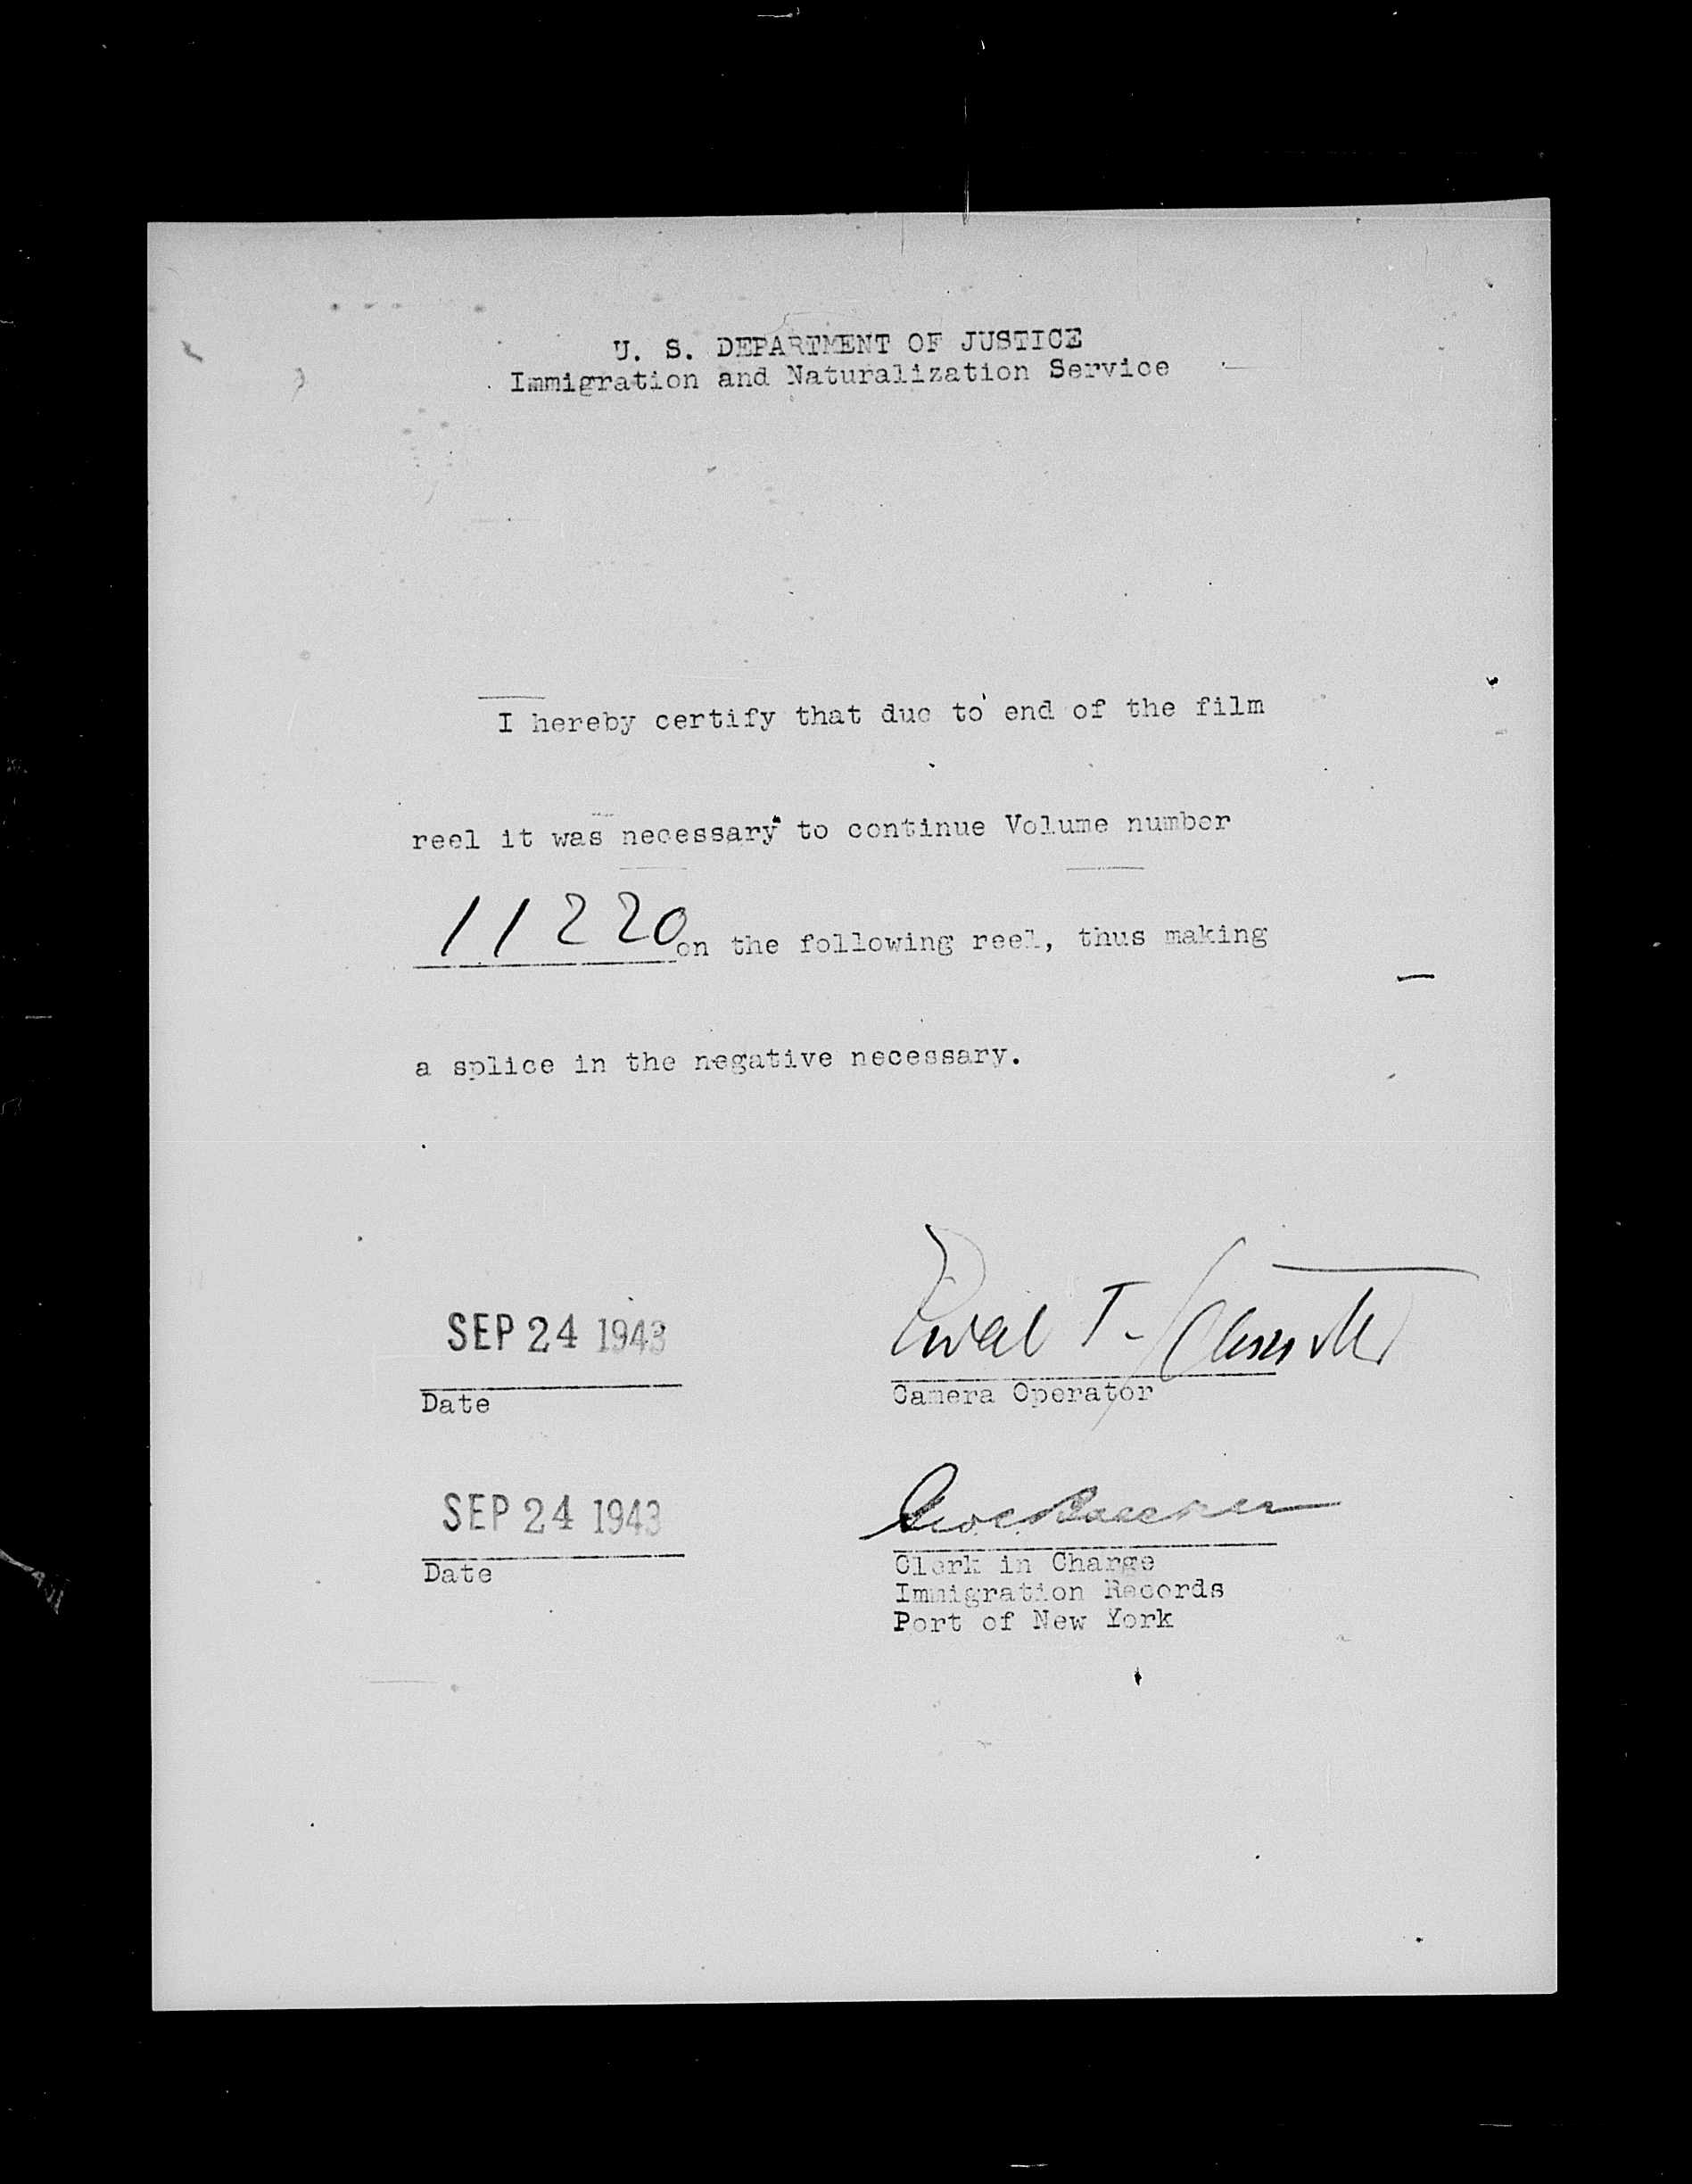 U. S. DEPARTMENT OF JUSTICE
Immigration and Naturalization Service
I hereby certify that due to end of the film
reel it was necessary to continue Volume number
11220 on the following reel, thus making
a splice in the negative necessary.
SEP 24 1943
Date
Camera Operator
SEP 24 1943
Date
Clerk in Charge
Immigration Records
Port of New York